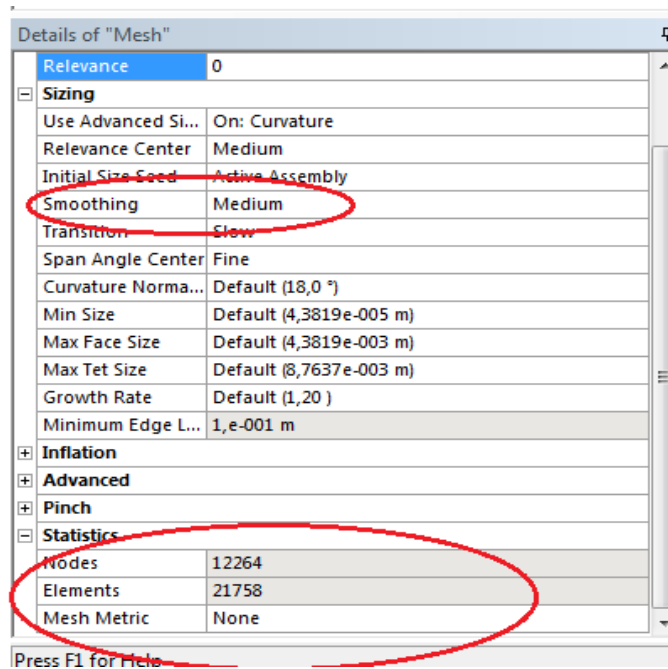 Details of "Mesh"
Relevance 0
Sizing
Use Advanced Si... On: Curvature
Relevance Center Medium
Initial Size Seed Active Assembly
Smoothing Medium
Transition Slow
Span Angle Center Fine
Curvature Norma... Default (18,0 °)
Min Size Default (4,3819e-005 m)
Max Face Size Default (4,3819e-003 m)
Max Tet Size Default (8,7637e-003 m)
Growth Rate Default (1,20 )
Minimum Edge L... 1,e-001 m
Inflation
Advanced
Pinch
Statistics
Nodes 12264
Elements 21758
Mesh Metric None
Press F1 for Help